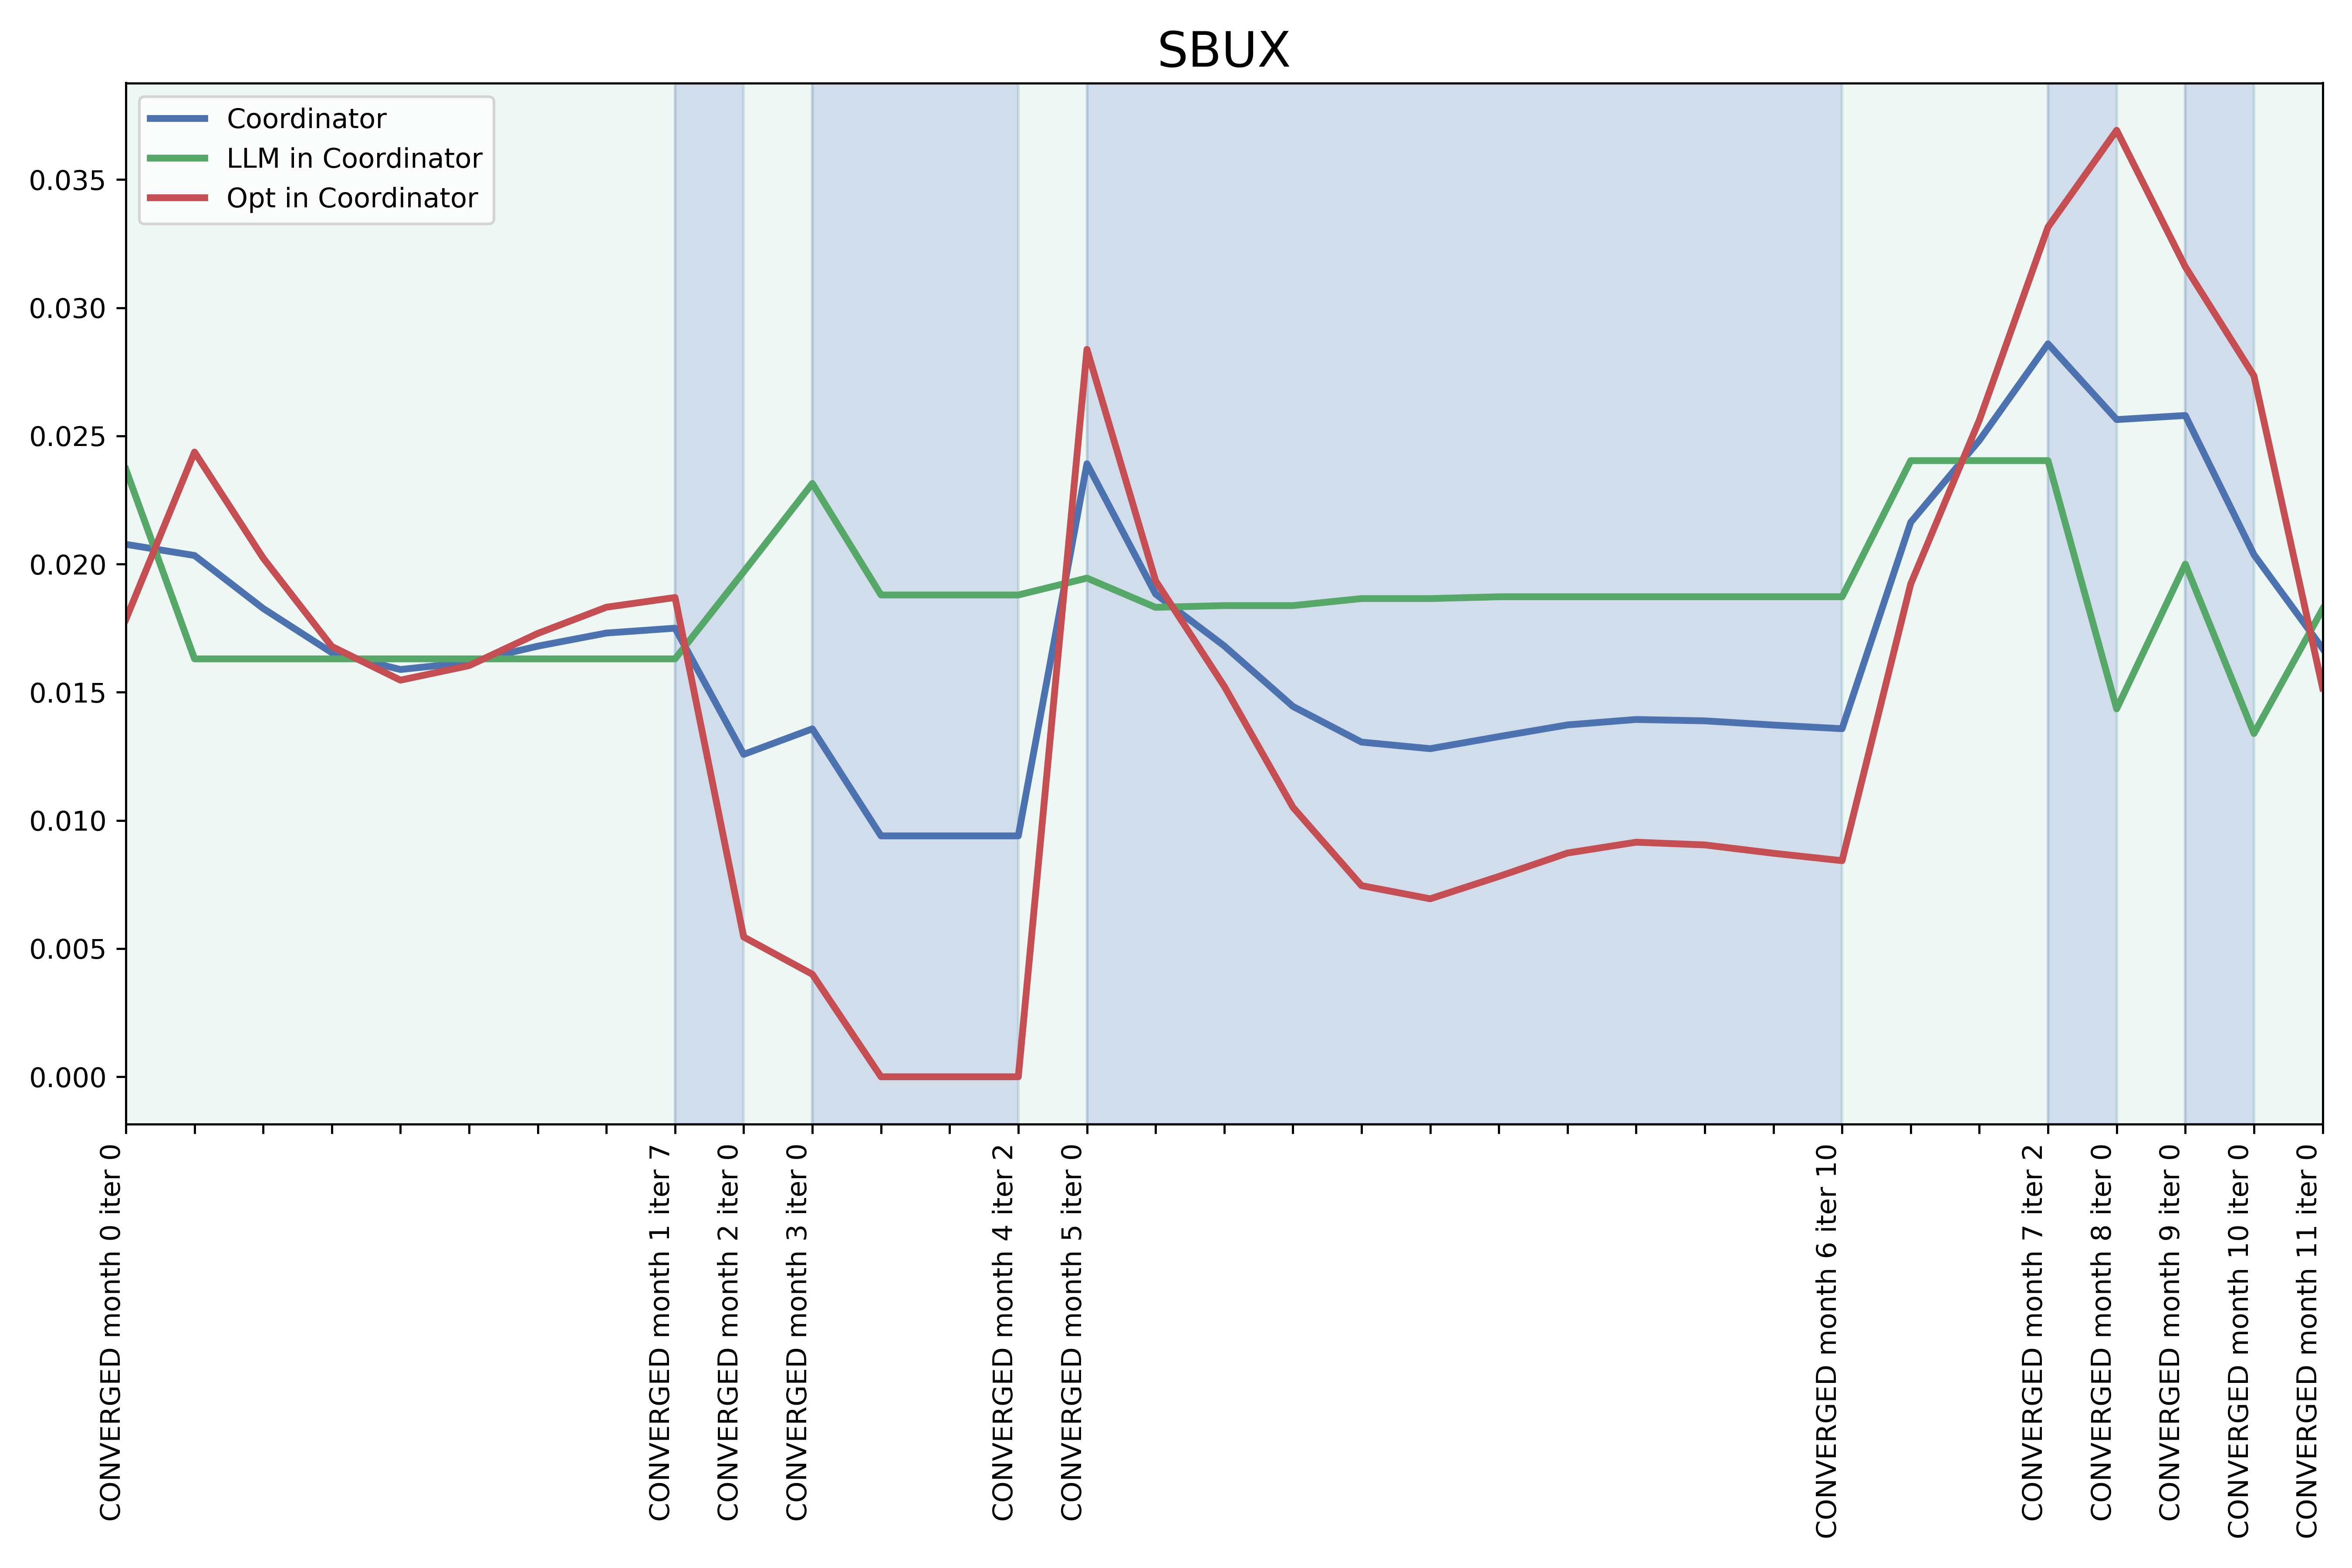 SBUX
Coordinator
LLM in Coordinator
Opt in Coordinator
0.035
0.030
0.025
0.020
0.015
0.010
0.005
0.000
CONVERGED month 0 iter 0
CONVERGED month 1 iter 7
CONVERGED month 2 iter 0
CONVERGED month 3 iter 0
CONVERGED month 4 iter 2
CONVERGED month 5 iter 0
CONVERGED month 6 iter 10
CONVERGED month 7 iter 2
CONVERGED month 8 iter 0
CONVERGED month 9 iter 0
CONVERGED month 10 iter 0
CONVERGED month 11 iter 0